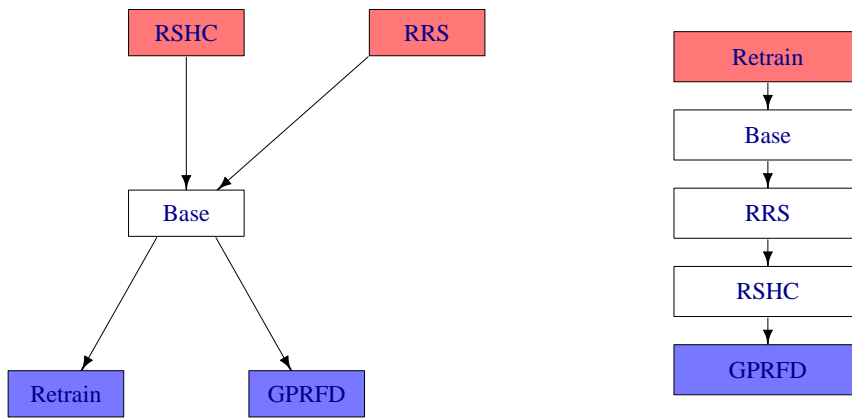 RSHC
RRS
Base
Retrain
GPRFD
Retrain
Base
RRS
RSHC
GPRFD